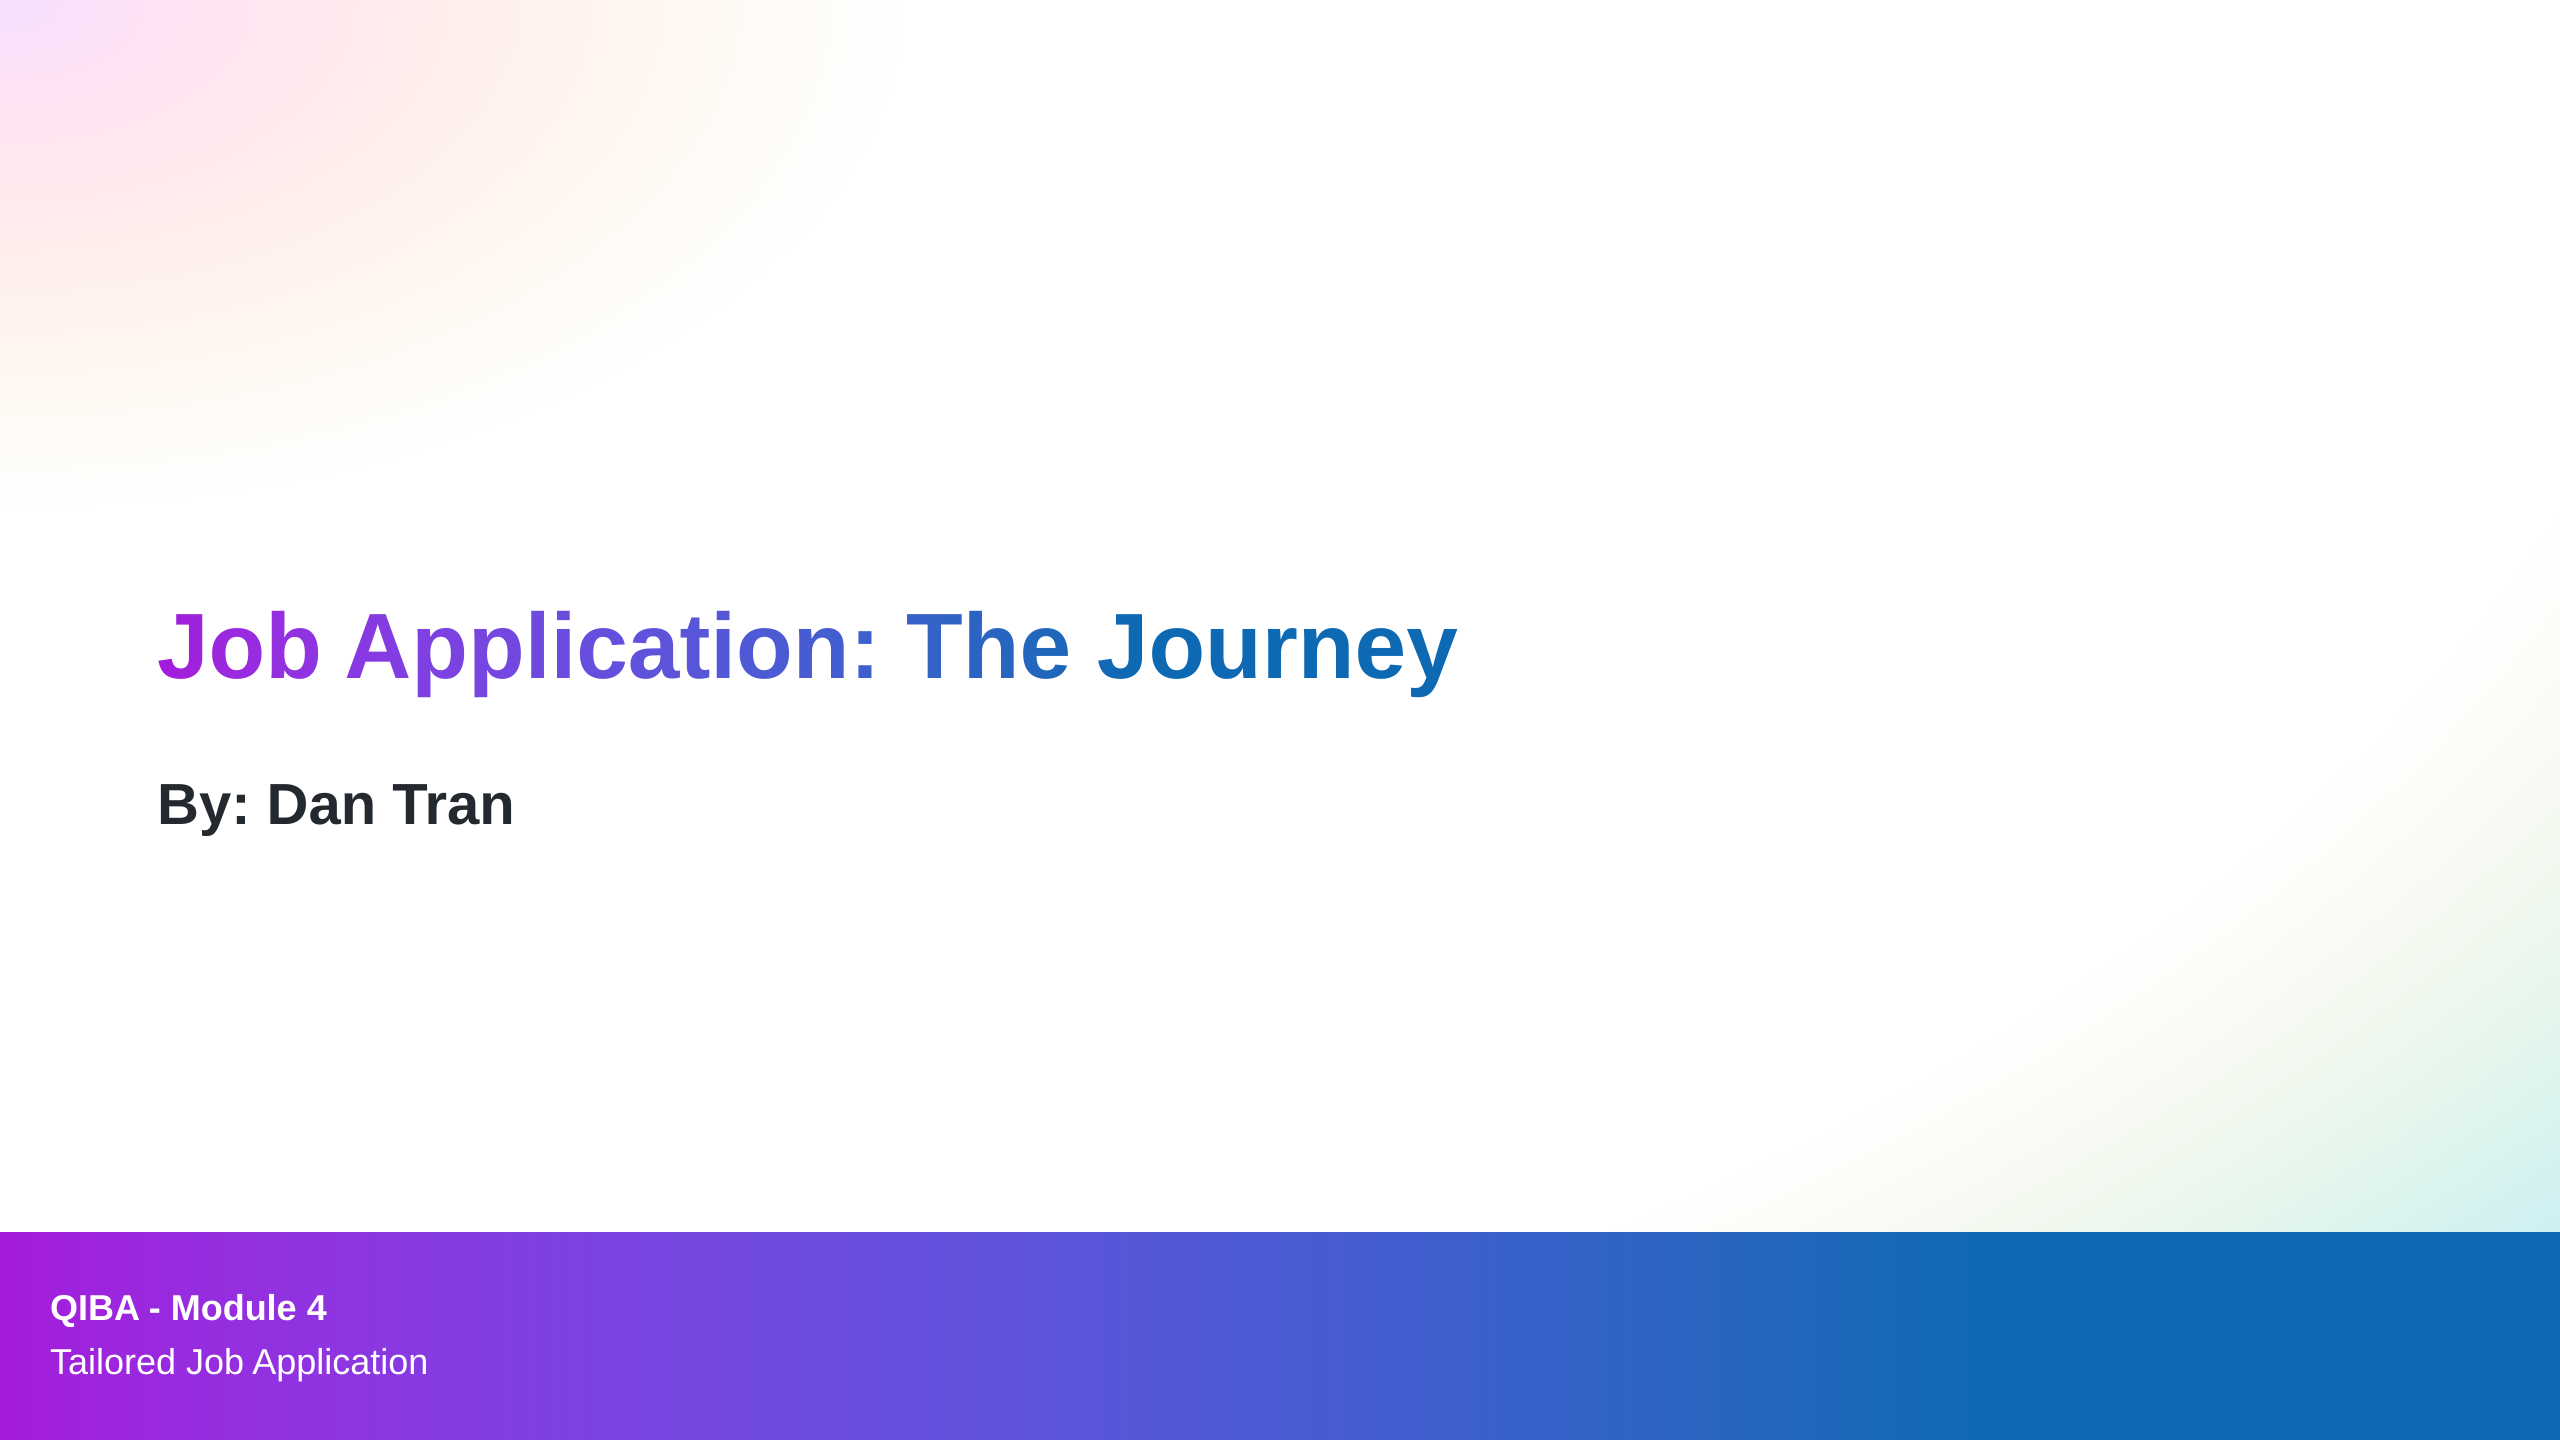 Job Application: The Journey
By: Dan Tran
QIBA - Module 4
Tailored Job Application